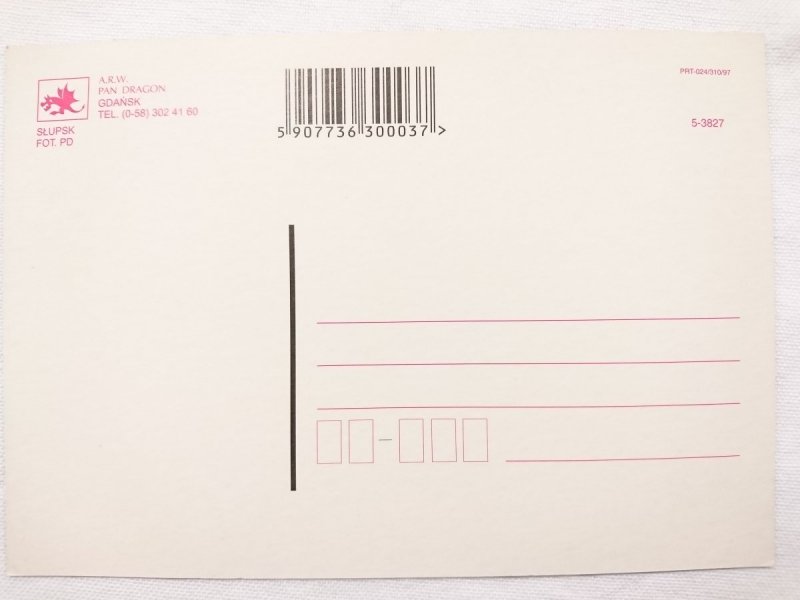 A.R.W.
PAN DRAGON
GDAŃSK
TEL. (0-58) 302 41 60
SŁUPSK
FOT. PD
5 907736 300037 >
PRT-024/310/97
5-3827